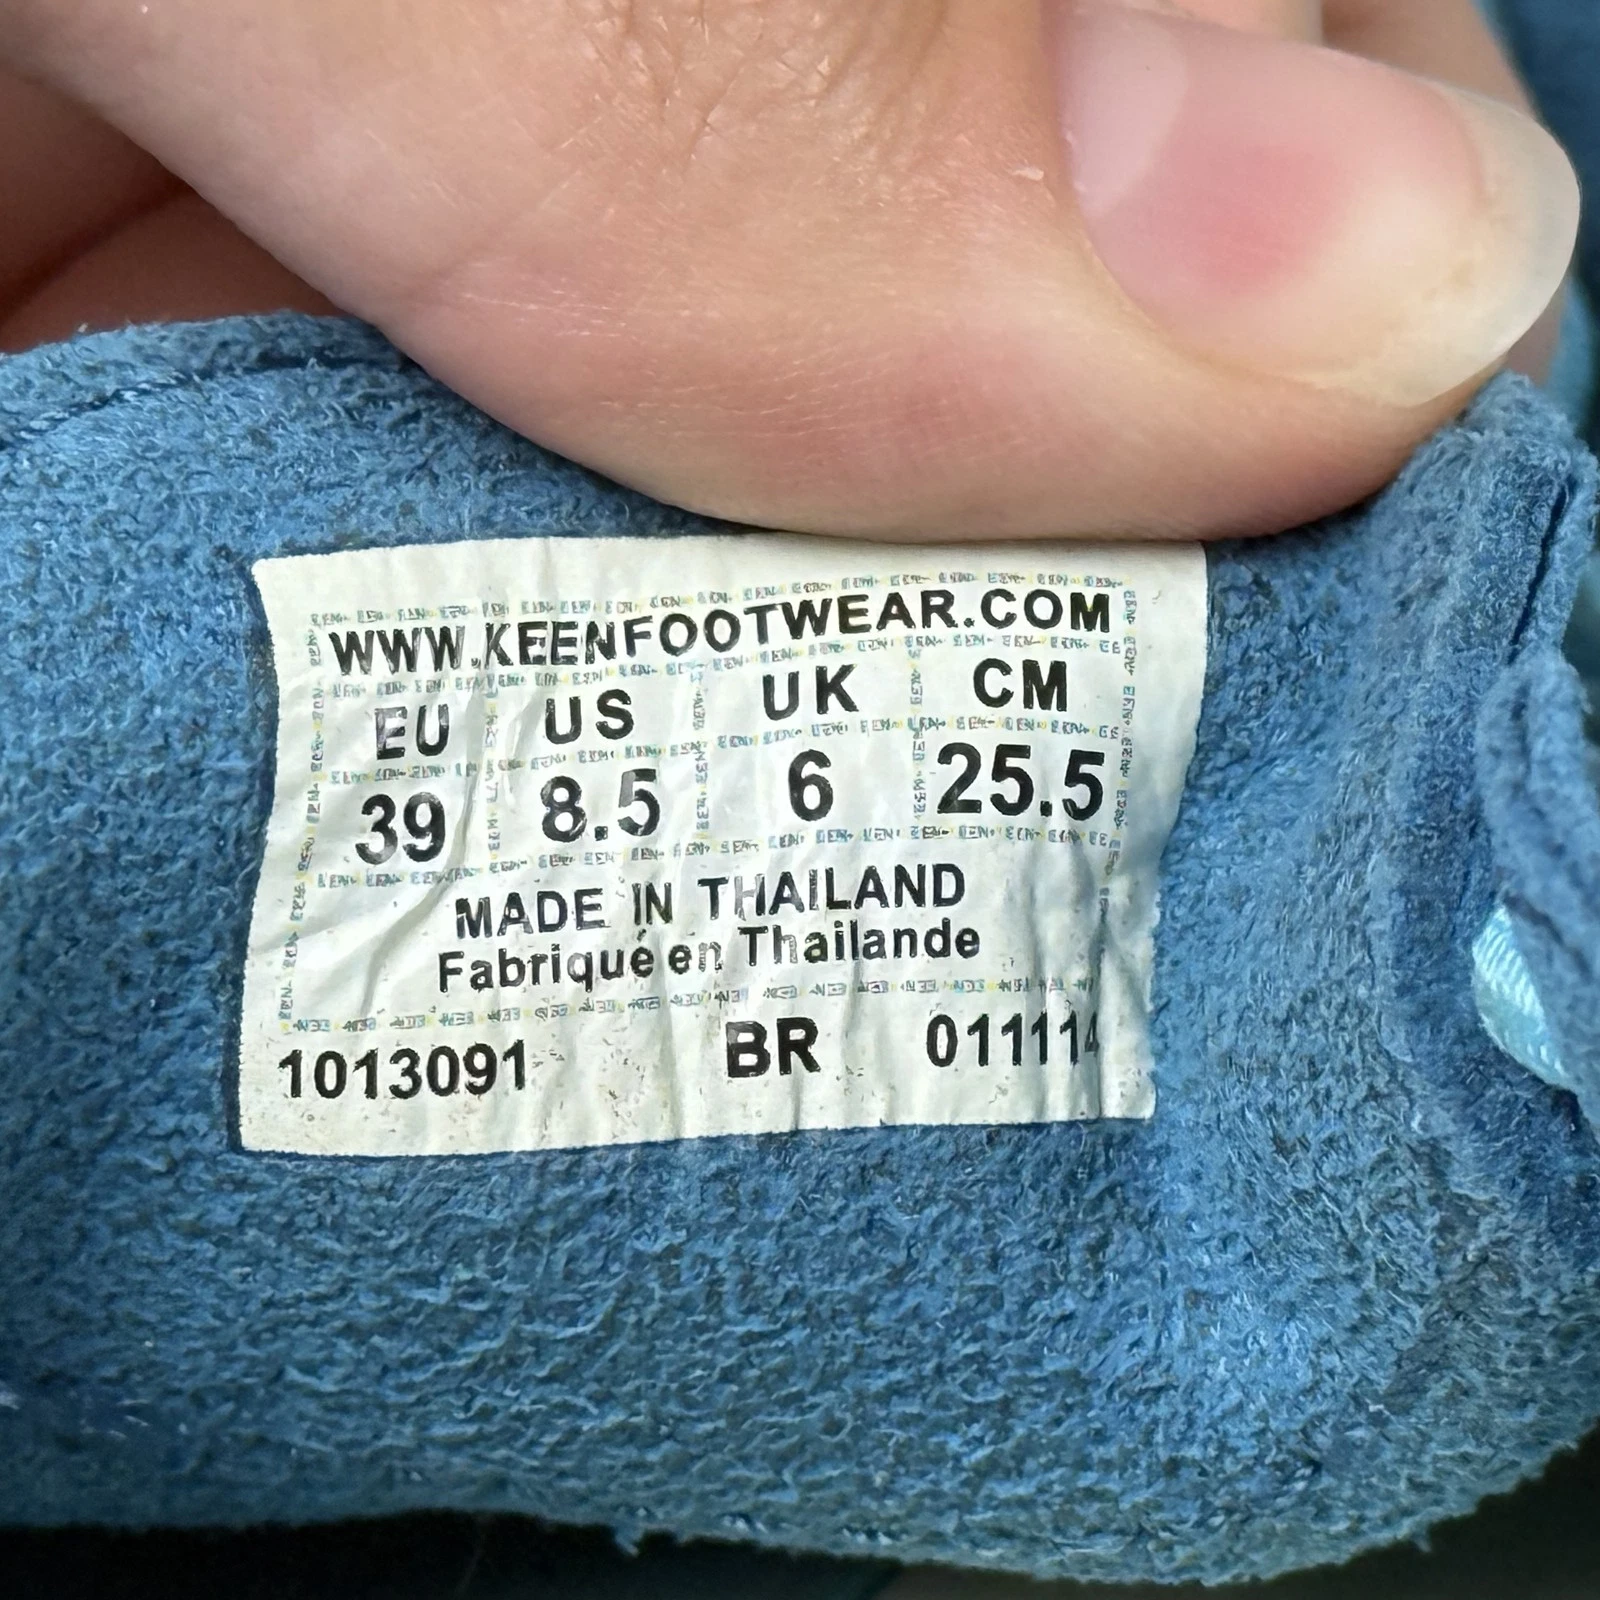 WWW.KEENFOOTWEAR.COM
EU US UK CM
39 8.5 6 25.5
MADE IN THAILAND
Fabriqué en Thailande
1013091 BR 011114